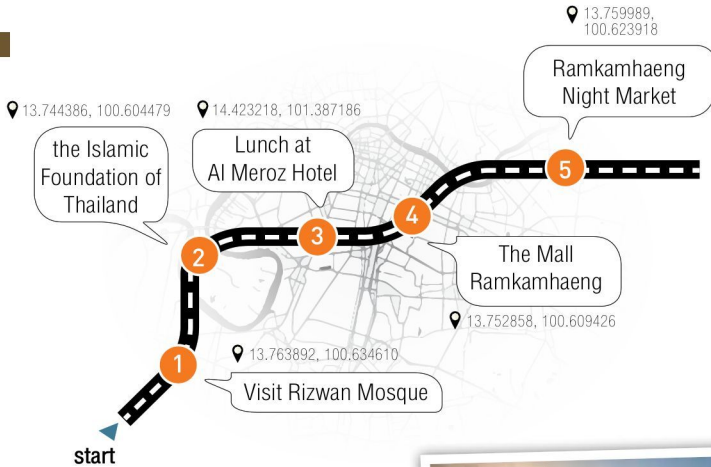 start
1
13.763892, 100.634610
Visit Rizwan Mosque
2
13.744386, 100.604479
the Islamic
Foundation of
Thailand
3
14.423218, 101.387186
Lunch at
Al Meroz Hotel
4
The Mall
Ramkamhaeng
13.752858, 100.609426
5
13.759989,
100.623918
Ramkamhaeng
Night Market